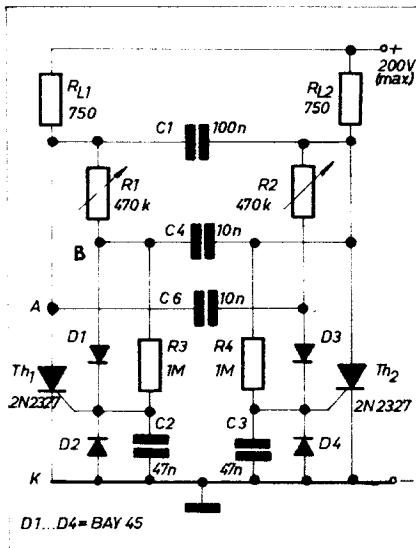 +
200V
(max)
RL1
750
RL2
750
C1
100n
R1
470k
R2
470k
B
C4
10n
C6
10n
A
D1
R3
1M
R4
1M
D3
Th1
2N2327
Th2
2N2327
D2
C2
47n
C3
47n
D4
K
-
D1...D4= BAY 45